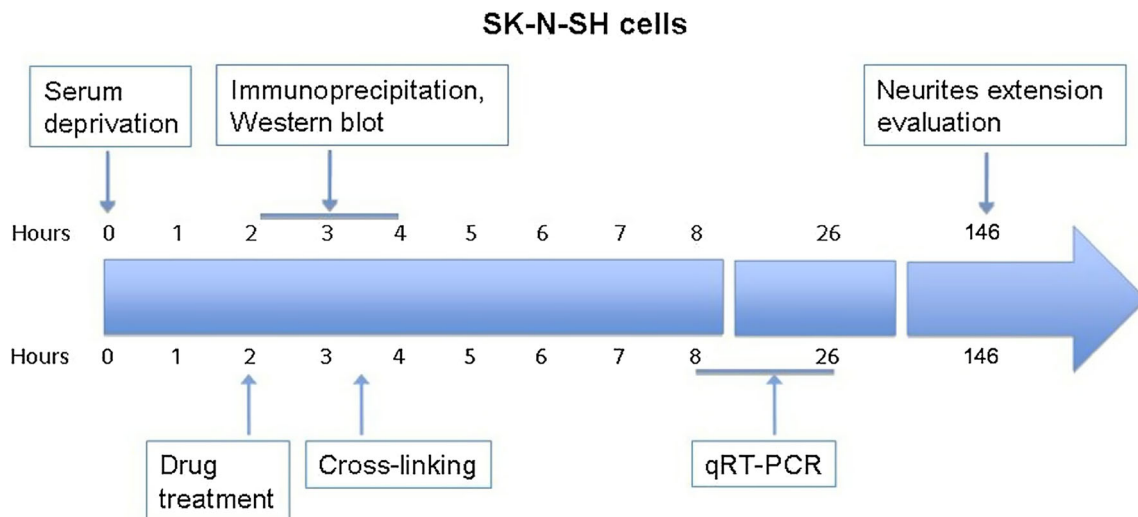 SK-N-SH cells
Serum
deprivation
Immunoprecipitation,
Western blot
Neurites extension
evaluation
Hours 0 1 2 3 4 5 6 7 8 26 146
Hours 0 1 2 3 4 5 6 7 8 26 146
Drug
treatment
Cross-linking
qRT-PCR